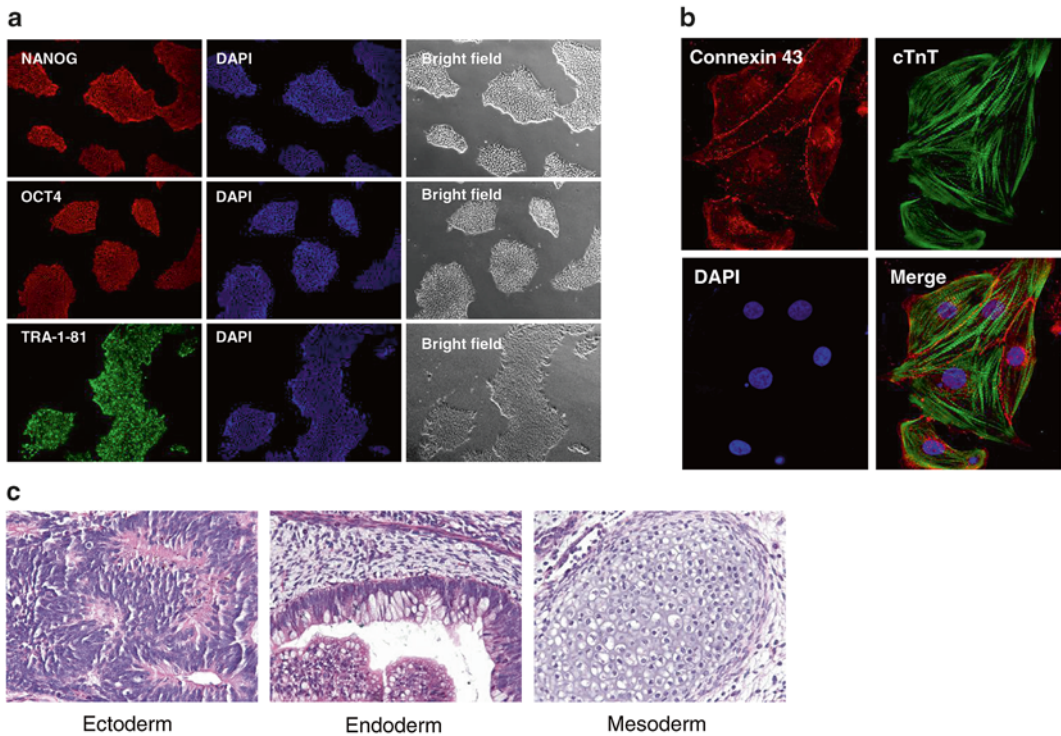 a
NANOG
DAPI
Bright field
OCT4
DAPI
Bright field
TRA-1-81
DAPI
Bright field
b
Connexin 43
cTnT
DAPI
Merge
c
Ectoderm
Endoderm
Mesoderm